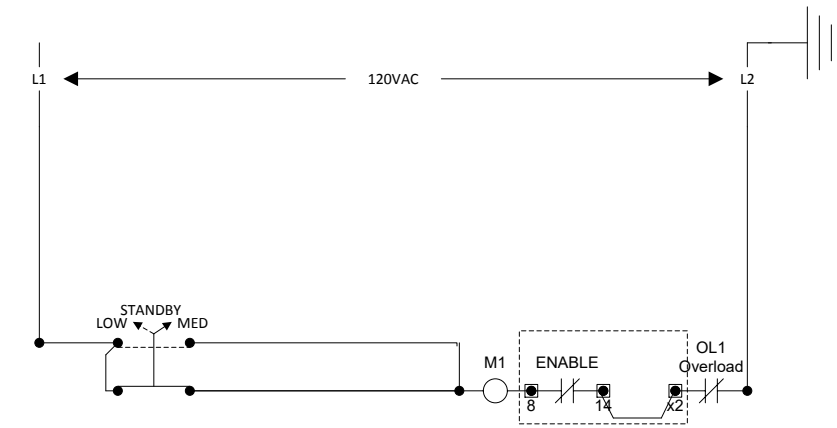 L1
120VAC
L2
STANDBY
LOW
MED
M1
ENABLE
OL1
Overload
8
14
x2